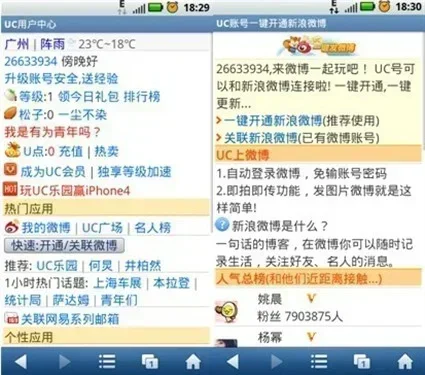 E 18:29
UC用户中心
广州 | 阵雨 23℃~18℃
26633934 傍晚好
升级账号安全,送经验
等级:1 领今日礼包 排行榜
松子:0 一尘不染
我是有为青年吗?
U点:0 充值 | 热卖
成为UC会员 | 独享等级加速
HOT 玩UC乐园赢iPhone4
热门应用
我的微博 | UC广场 | 名人榜
快速:开通/关联微博
推荐: UC乐园 | 何炅 | 井柏然
1小时热门话题: 上海车展 | 本拉登 | 统计局 | 萨达姆 | 青年们
关联网易系列邮箱
个性应用
E 18:30
UC账号一键开通新浪微博
一键发微博
26633934,来微博一起玩吧！ UC号可
以和新浪微博连接啦! 一键开通,一键
更新...
›一键开通新浪微博(推荐使用)
›关联新浪微博(已有微博账号)
UC上微博
1.自动登录微博，免输账号密码
2.即拍即传功能，发图片微博就是这
样简单!
新浪微博是什么？
一句话的博客，在微博你可以随时记
录生活，关注好友、名人的消息。
人气总榜(和他们近距离接触...)
姚晨 V
粉丝 7903875人
杨幂 V